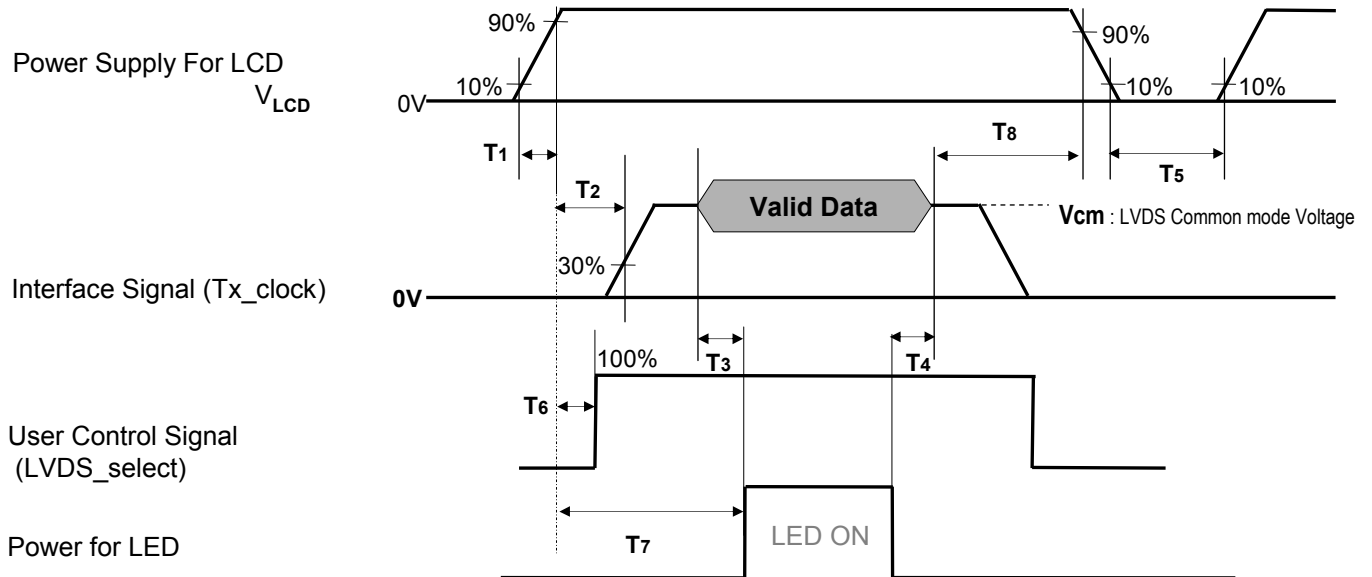 90%
90%
Power Supply For LCD
VLCD
10%
10%
10%
0V
T1
T8
T5
T2
Valid Data
Vcm : LVDS Common mode Voltage
30%
Interface Signal (Tx_clock)
0V
T3
T4
100%
T6
User Control Signal
(LVDS_select)
T7
LED ON
Power for LED